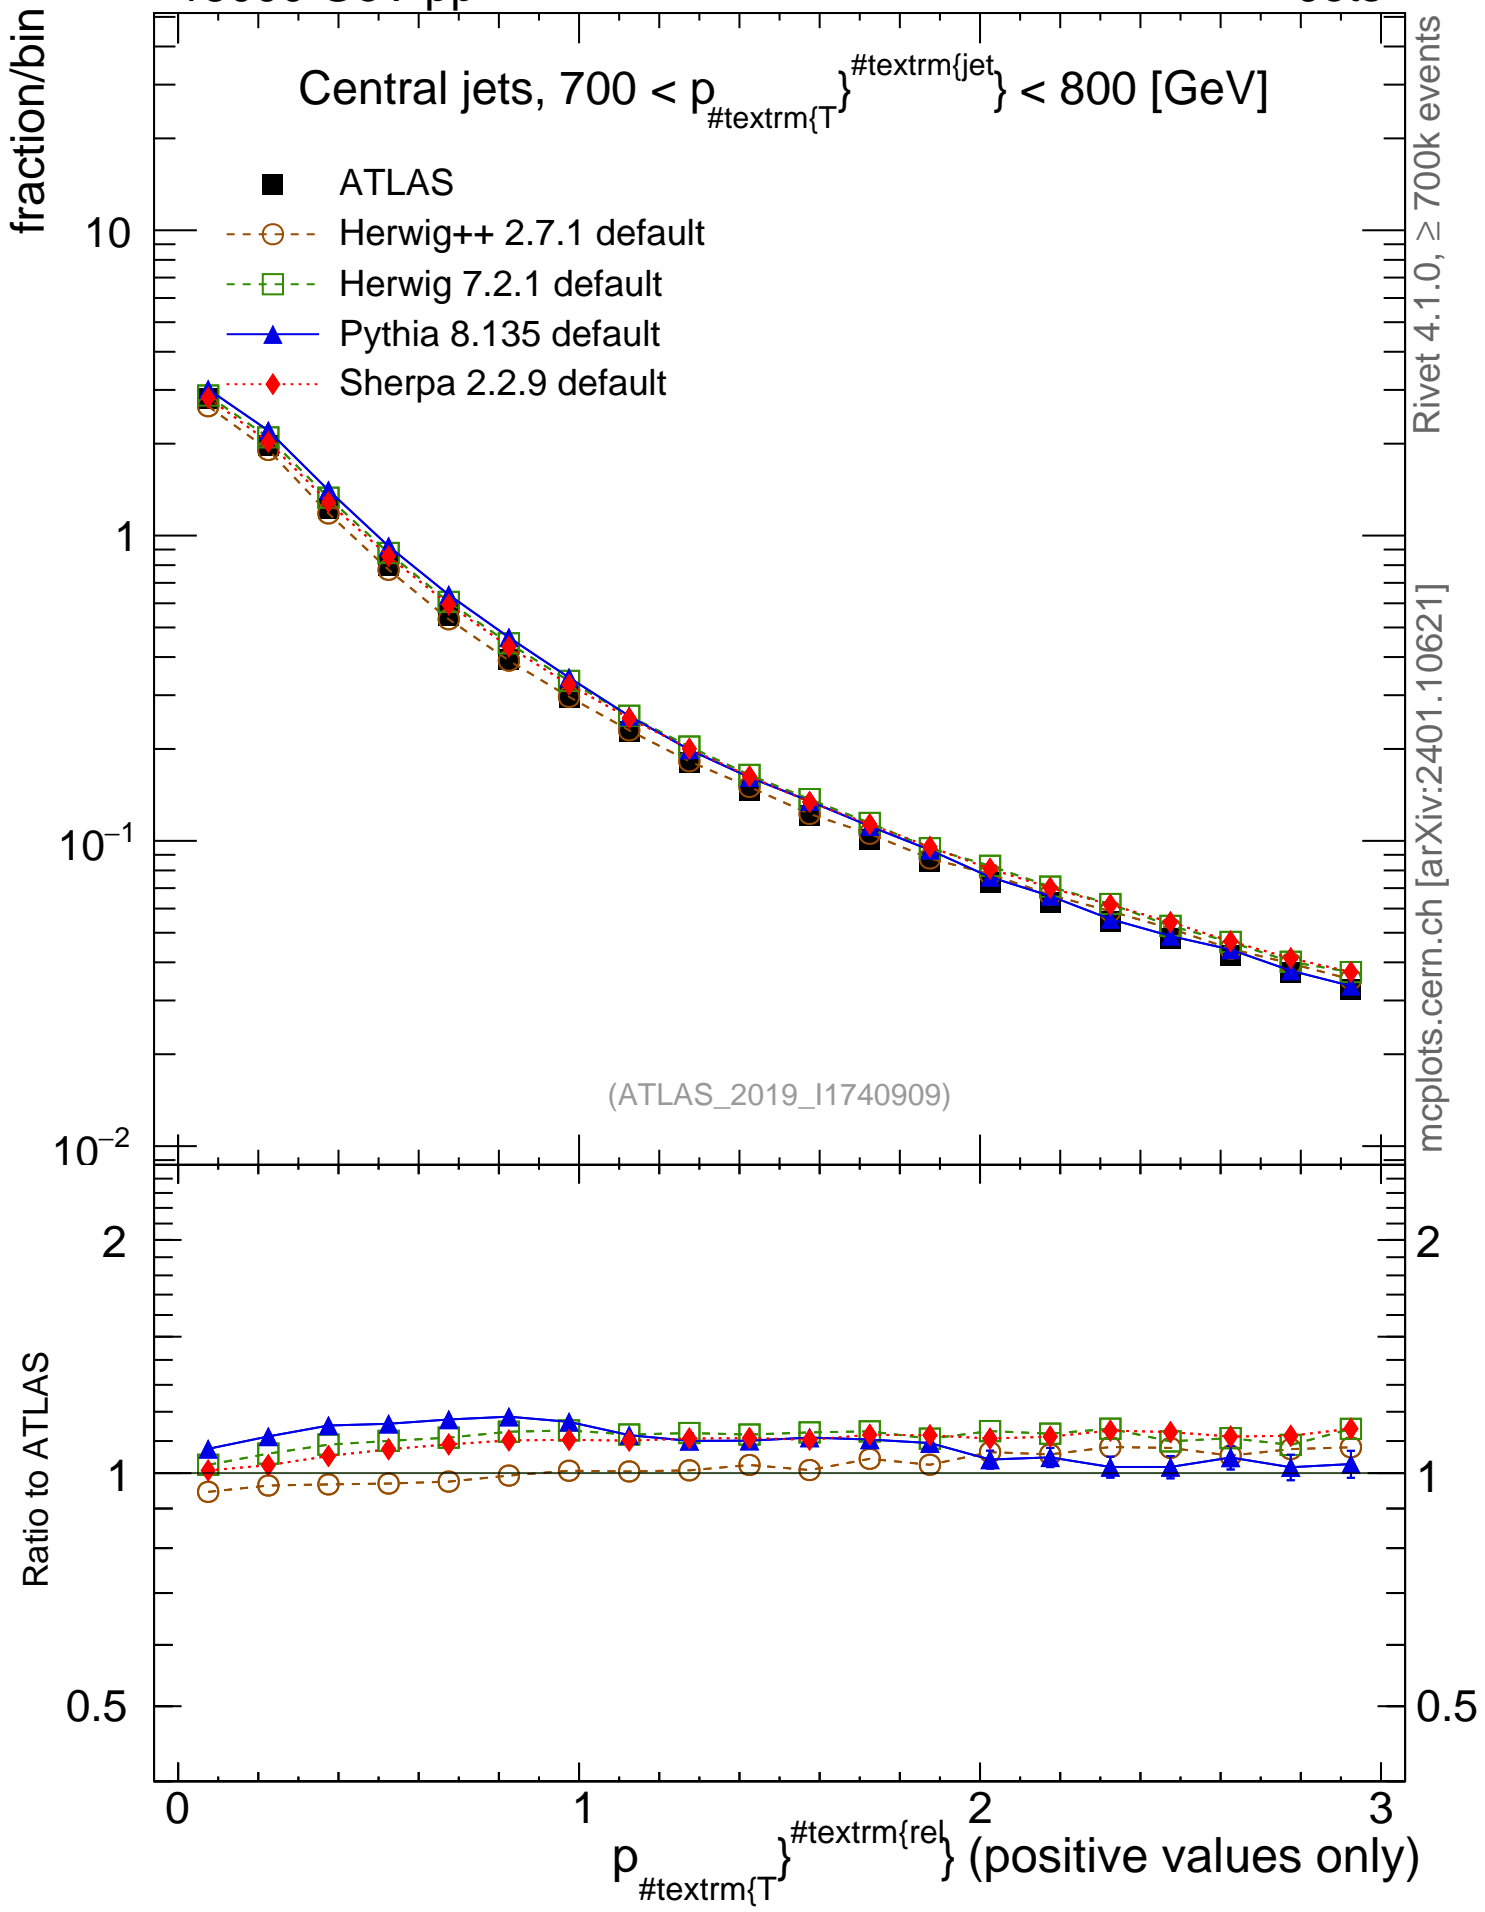 fraction/bin
Central jets, 700 < p_{#textrm{T}}^{#textrm{jet}} < 800 [GeV]
ATLAS
Herwig++ 2.7.1 default
Herwig 7.2.1 default
Pythia 8.135 default
Sherpa 2.2.9 default
10
1
10^{−1}
10^{−2}
(ATLAS_2019_I1740909)
Rivet 4.1.0, ≥ 700k events
mcplots.cern.ch [arXiv:2401.10621]
Ratio to ATLAS
2
1
0.5
2
1
0.5
0 1 2 3
p_{#textrm{T}}^{#textrm{rel}} (positive values only)